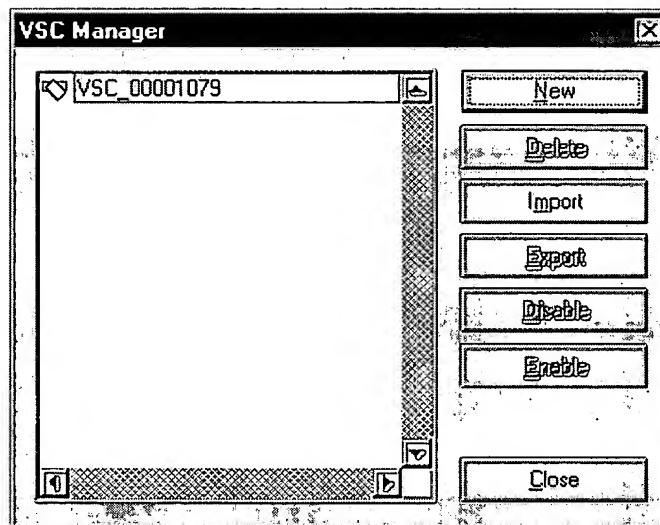 VSC Manager
VSC_00001079
New
Delete
Import
Export
Disable
Enable
Close